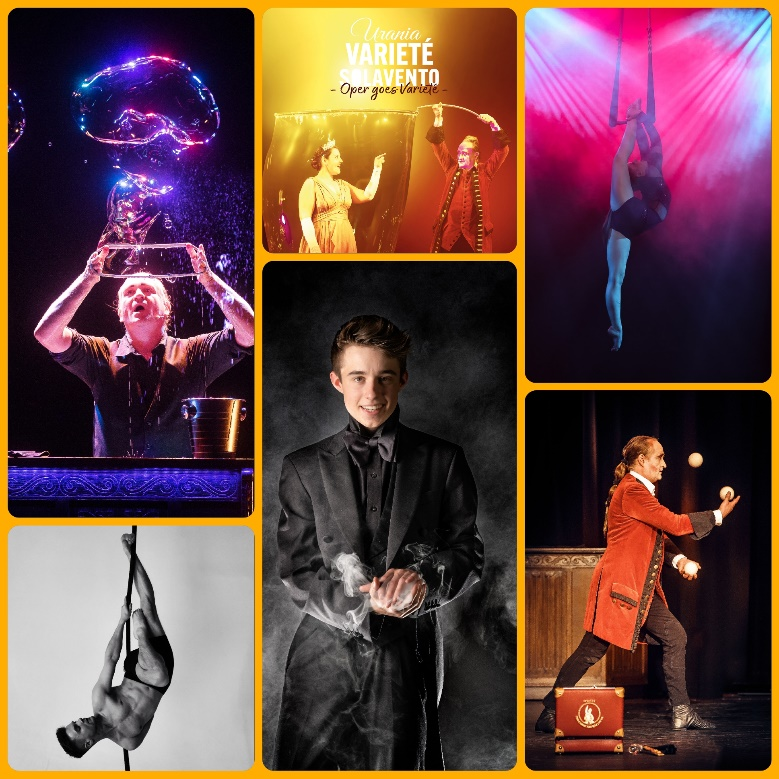 Urania
VARIETÉ
SOLAVENTO
- Oper goes Varieté -